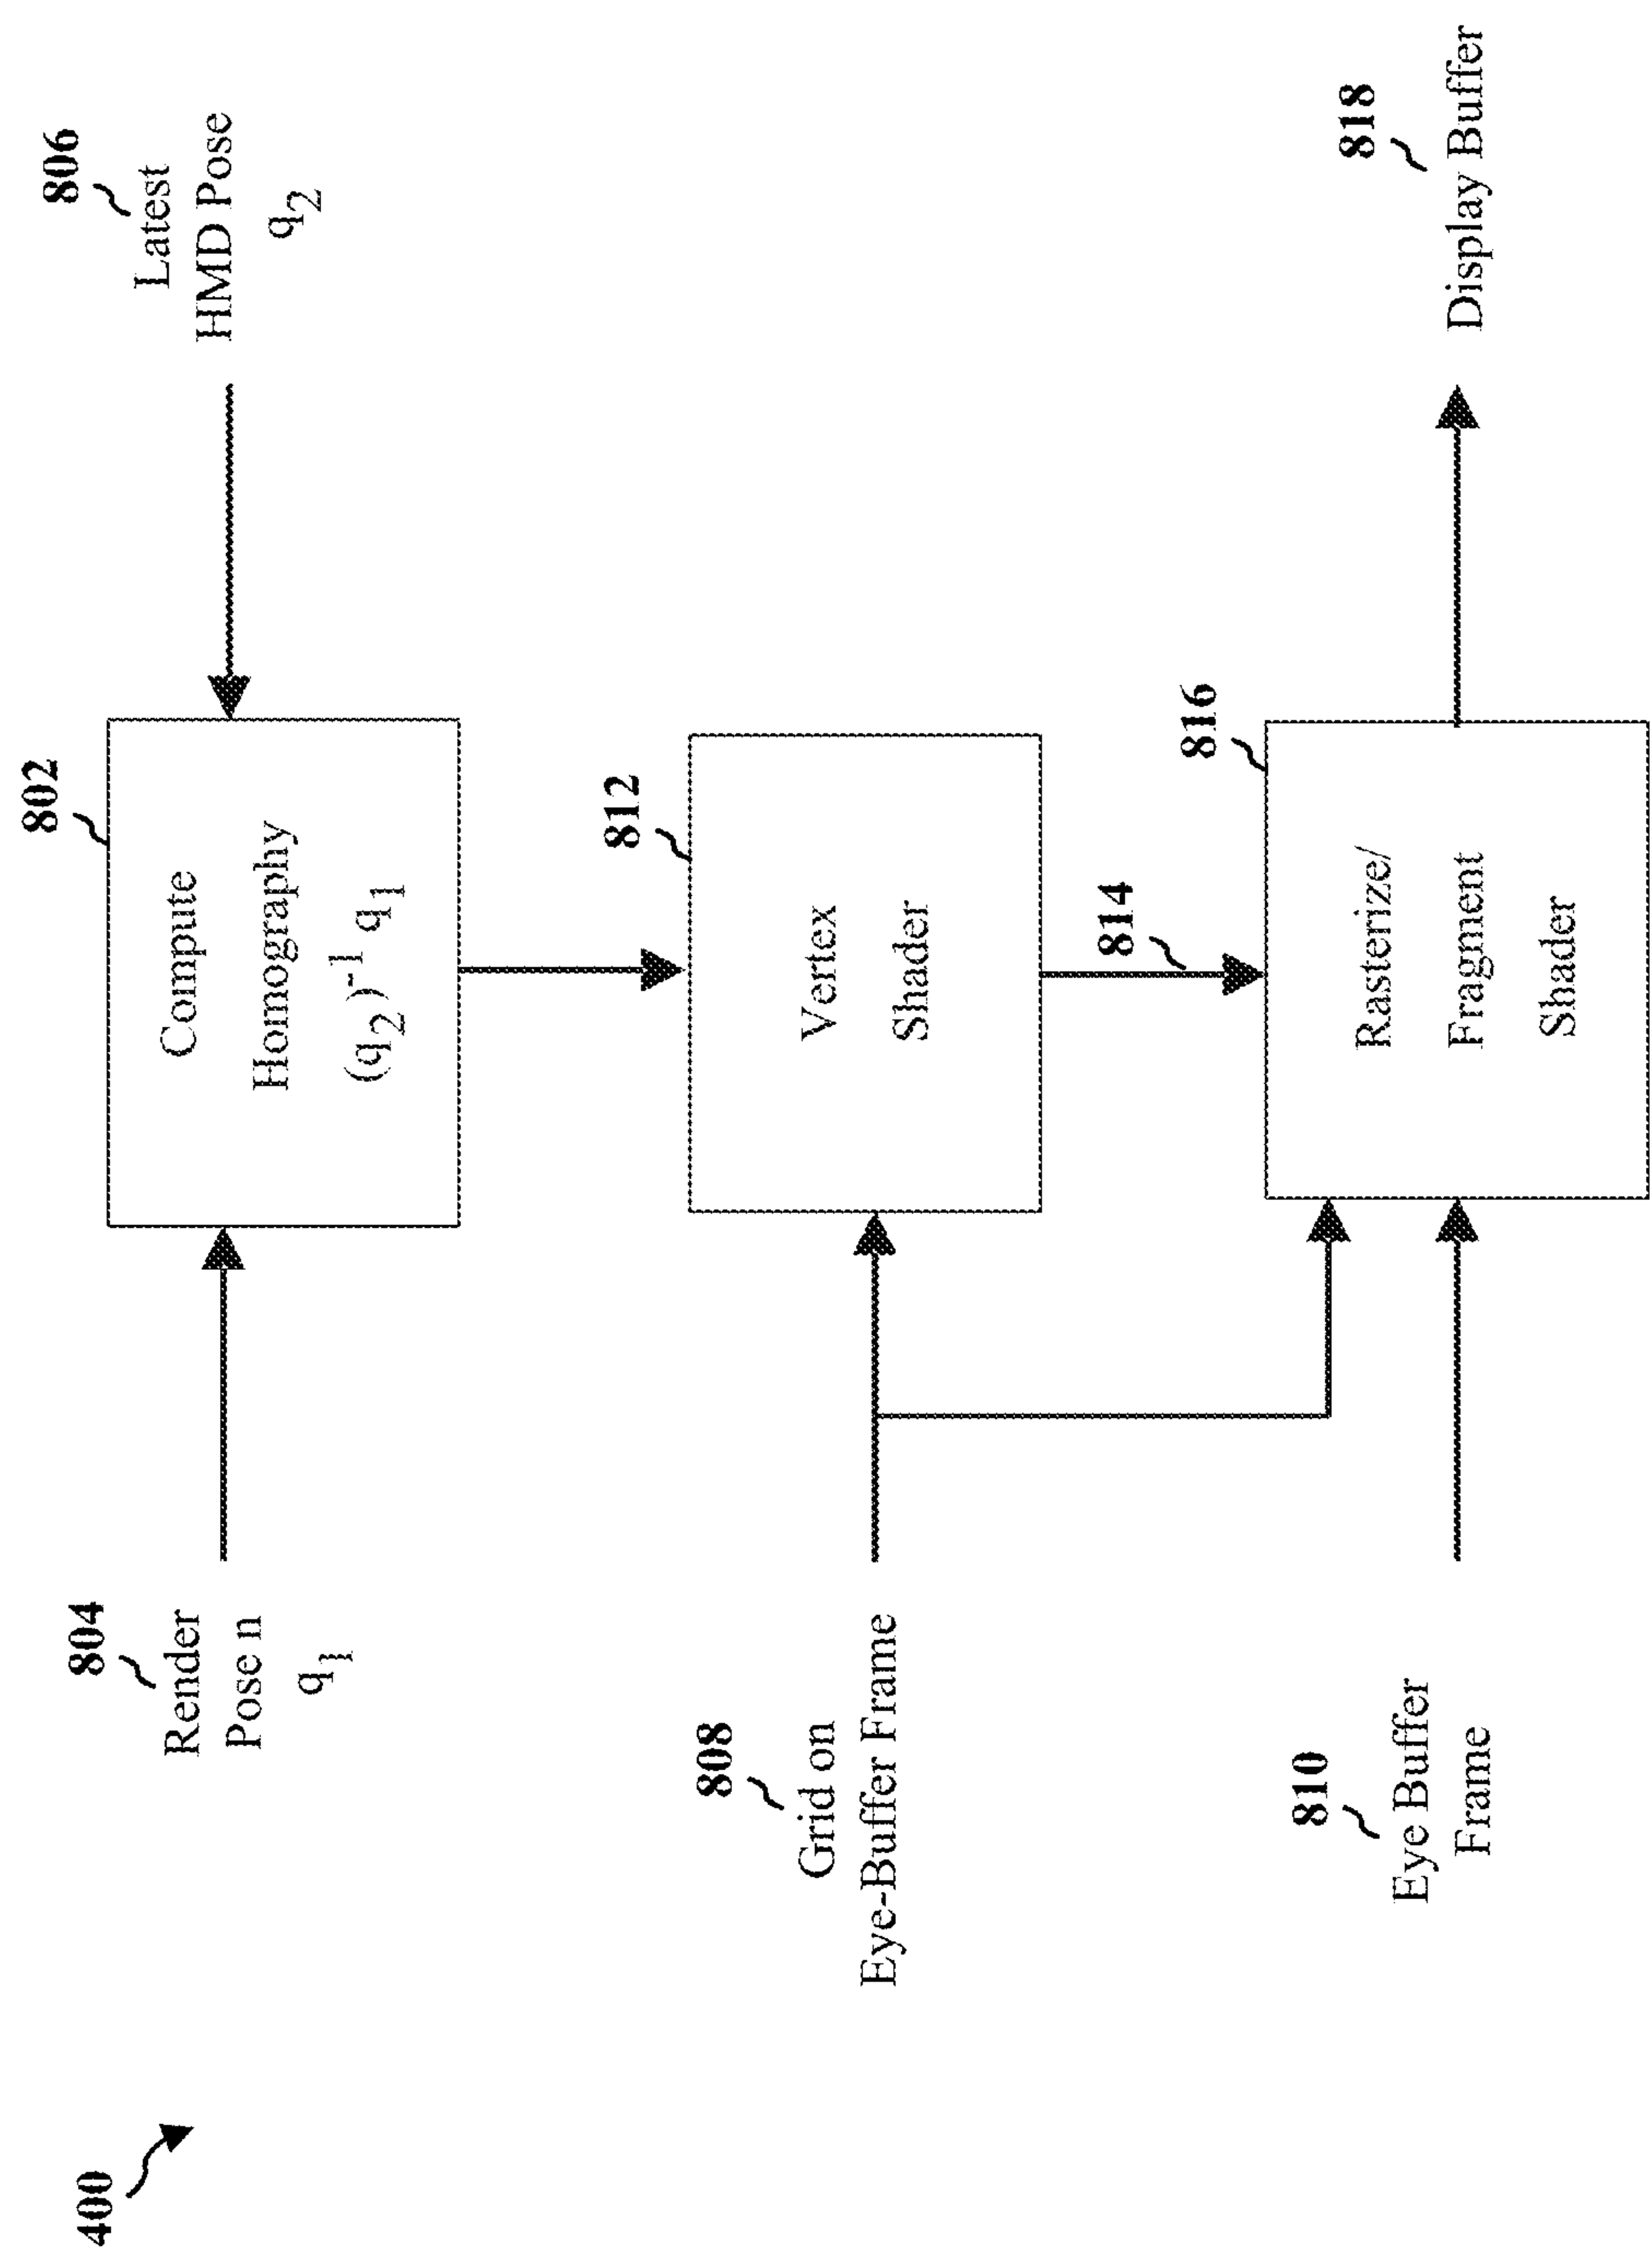 400
804
Render
Pose n
q1
802
Compute
Homography
(q2)-1 q1
806
Latest
HMD Pose
q2
808
Grid on
Eye-Buffer Frame
812
Vertex
Shader
814
810
Eye Buffer
Frame
816
Rasterize/
Fragment
Shader
818
Display Buffer